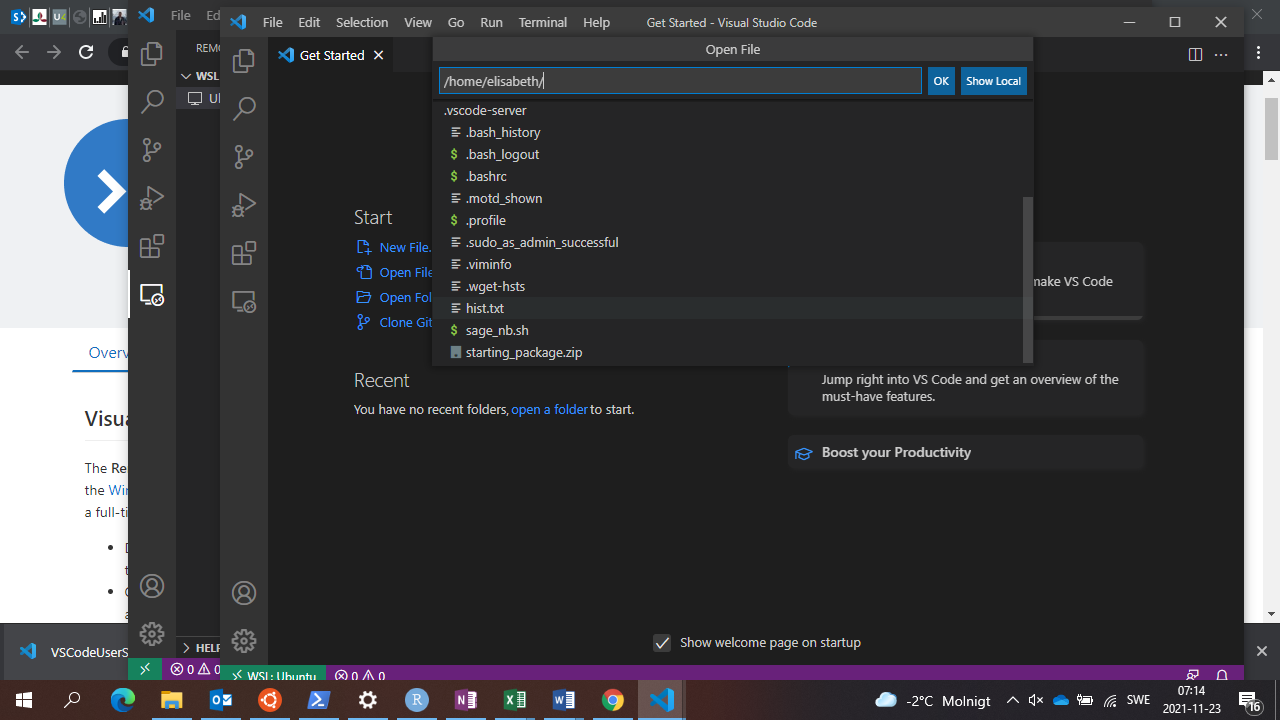 File
Ed
File Edit Selection View Go Run Terminal Help
Get Started - Visual Studio Code
REMO
WSL
Ul
Get Started
Open File
/home/elisabeth/
OK
Show Local
.vscode-server
.bash_history
$ .bash_logout
$ .bashrc
.motd_shown
$ .profile
.sudo_as_admin_successful
.viminfo
.wget-hsts
hist.txt
$ sage_nb.sh
starting_package.zip
Start
New File.
Open File
Open Fol
Clone Git
Recent
You have no recent folders, open a folder to start.
make VS Code
Jump right into VS Code and get an overview of the
must-have features.
Boost your Productivity
Show welcome page on startup
Overv
Visua
The Re
the Win
a full-ti
HELP
VSCodeUserS
0 0
WSL: Ubuntu
0 0
-2°C Molnigt
SWE
07:14
2021-11-23
16